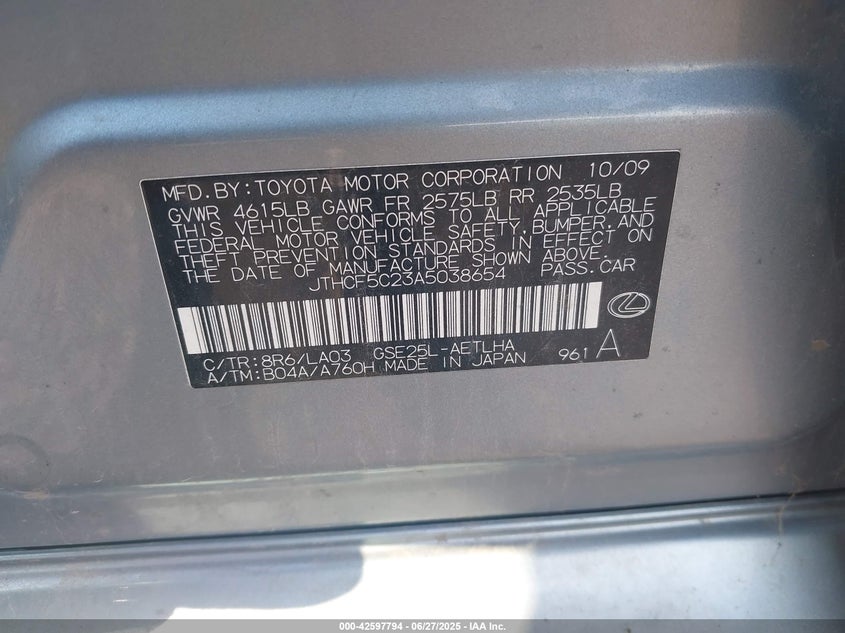 MFD. BY: TOYOTA MOTOR CORPORATION 10/09
GVWR 4615LB GAWR FR 2575LB RR 2535LB
THIS VEHICLE CONFORMS TO ALL APPLICABLE
FEDERAL MOTOR VEHICLE SAFETY, BUMPER, AND
THEFT PREVENTION STANDARDS IN EFFECT ON
THE DATE OF MANUFACTURE SHOWN ABOVE.
JTHCF5C23A5038654 PASS. CAR
C/TR: 8R6/LA03 GSE25L-AETLHA
A/TM: B04A/A760H MADE IN JAPAN 961 A
000-42597794 - 06/27/2025 - IAA Inc.